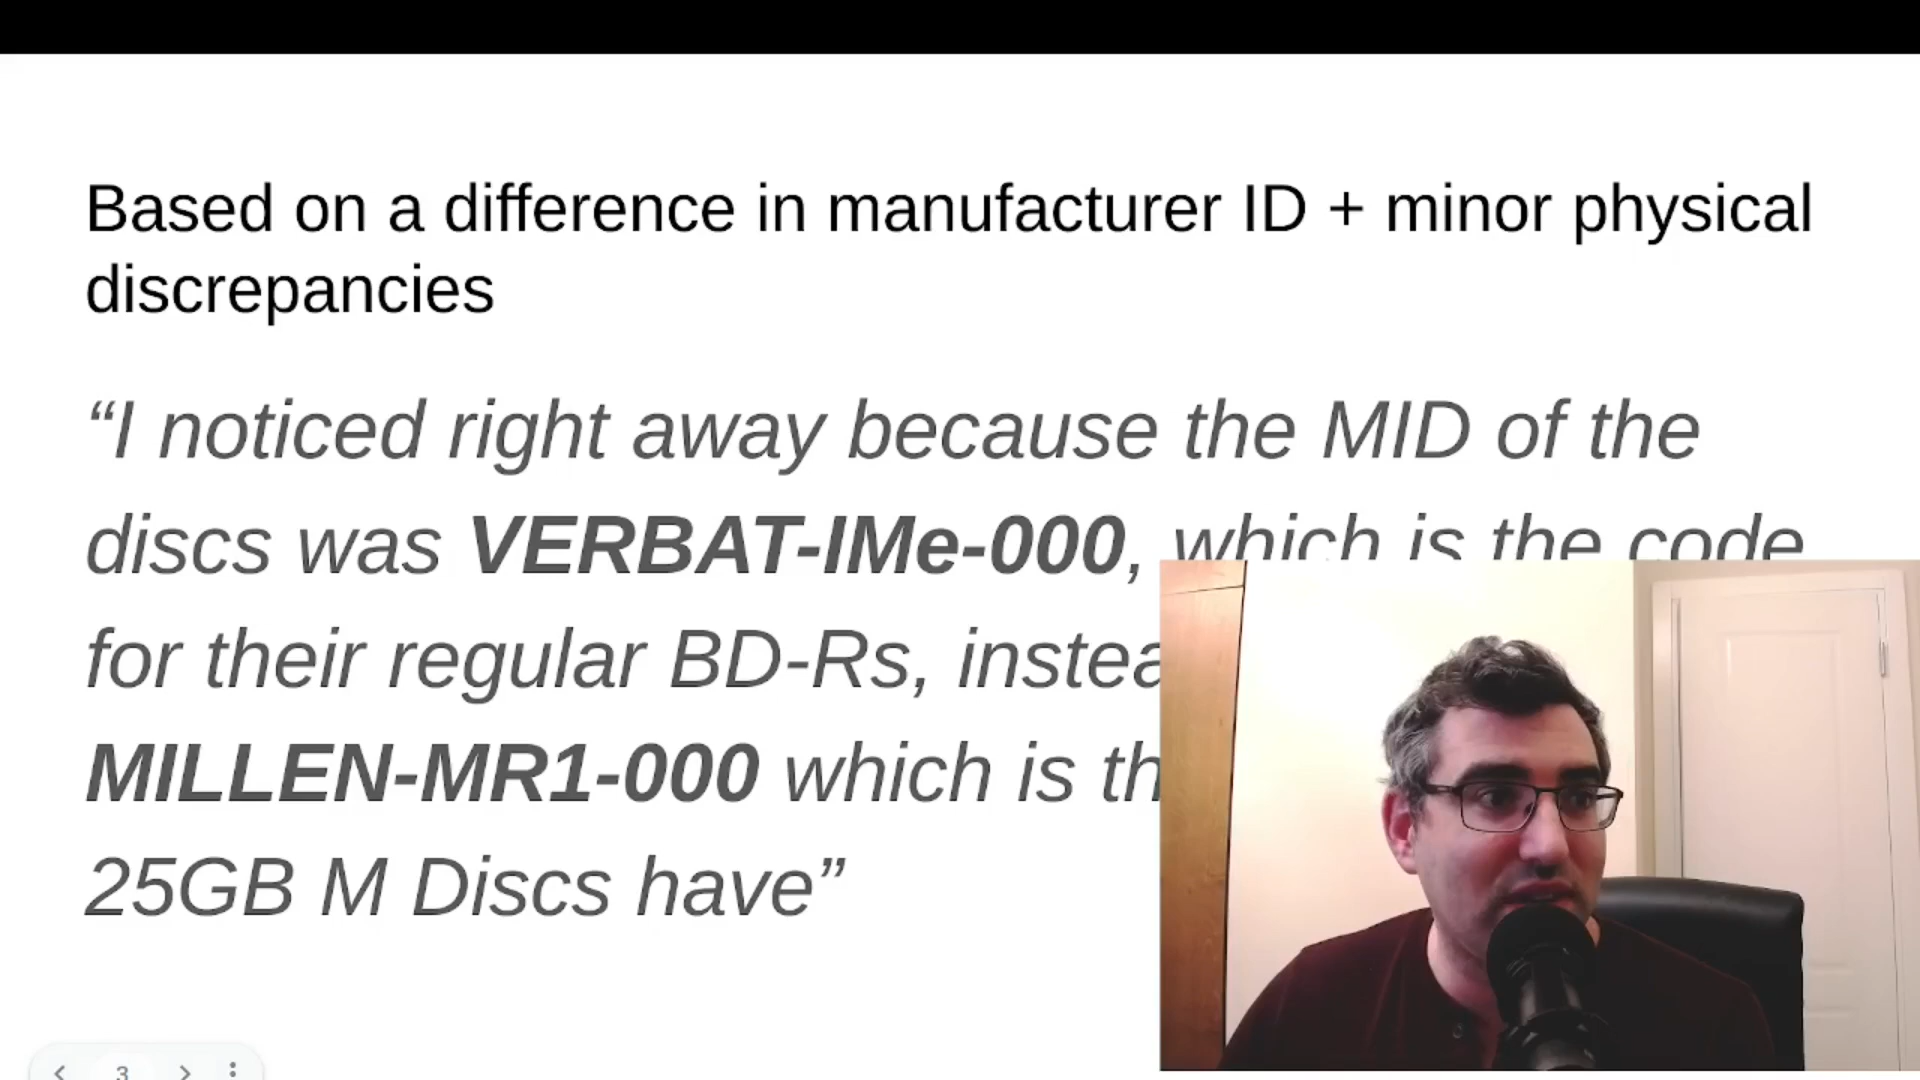 Based on a difference in manufacturer ID + minor physical
discrepancies
“I noticed right away because the MID of the
discs was VERBAT-IMe-000, which is the code
for their regular BD-Rs,
MILLEN-MR1-000 which is
25GB M Discs have”
3